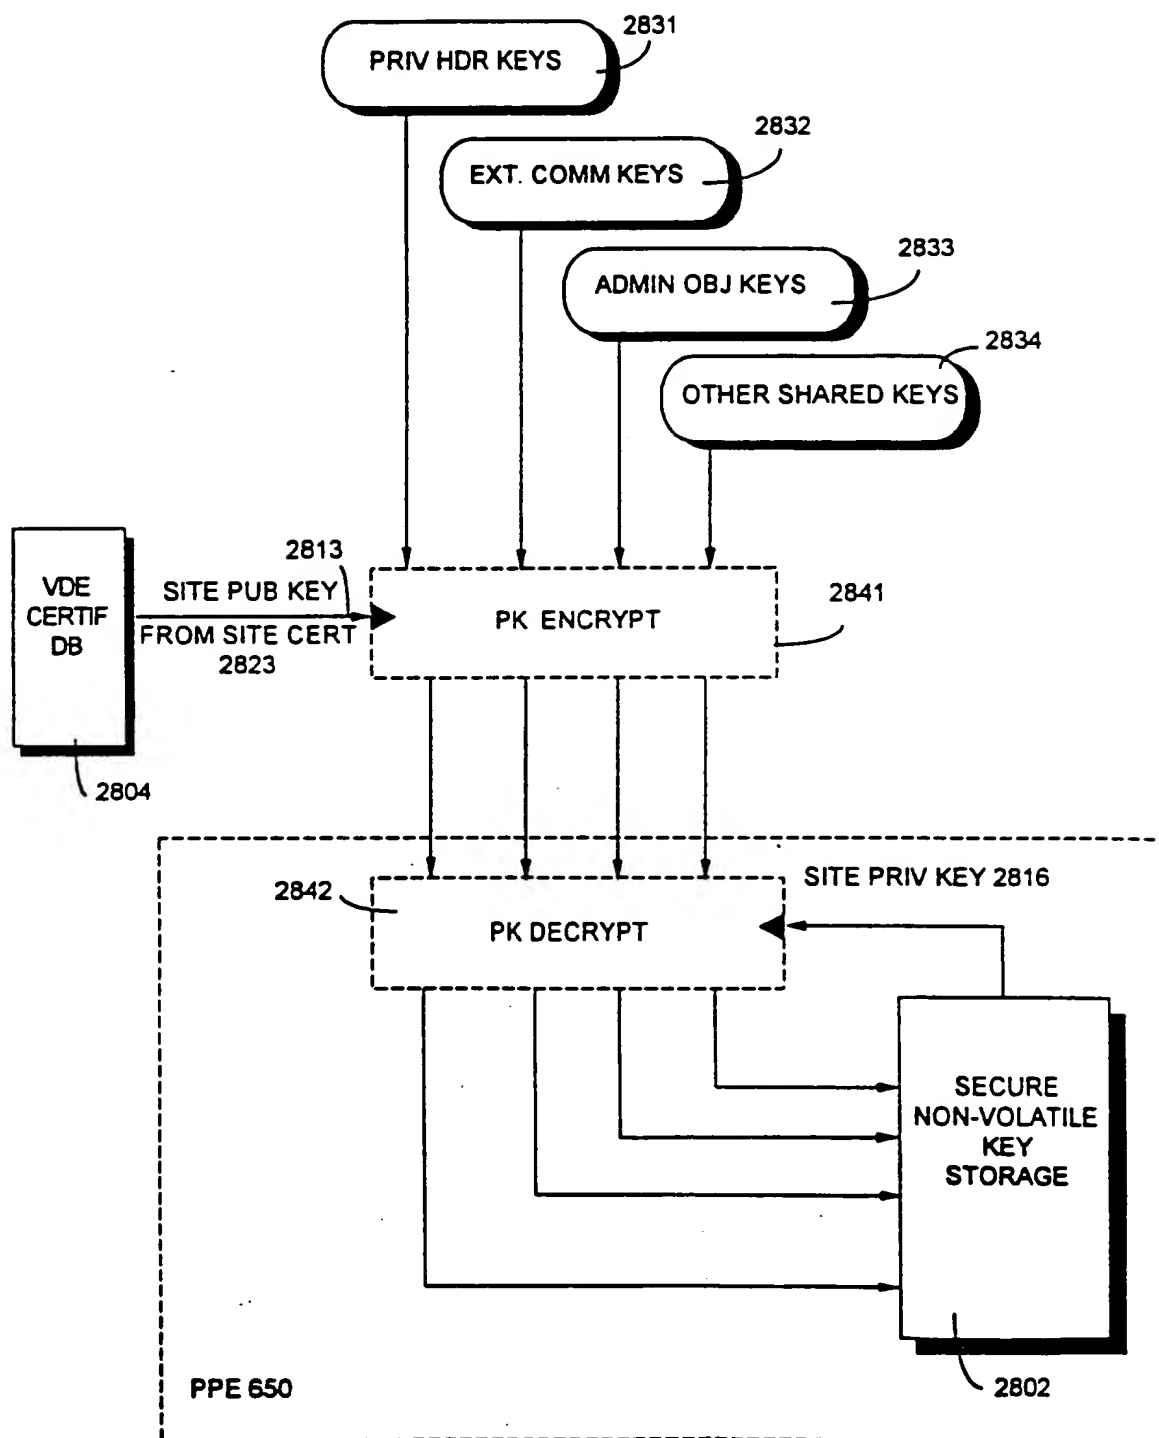 2831
PRIV HDR KEYS
2832
EXT. COMM KEYS
2833
ADMIN OBJ KEYS
2834
OTHER SHARED KEYS
VDE
CERTIF
DB
2813
SITE PUB KEY
FROM SITE CERT
2823
PK ENCRYPT
2841
2804
2842
SITE PRIV KEY 2816
PK DECRYPT
SECURE
NON-VOLATILE
KEY
STORAGE
PPE 650
2802